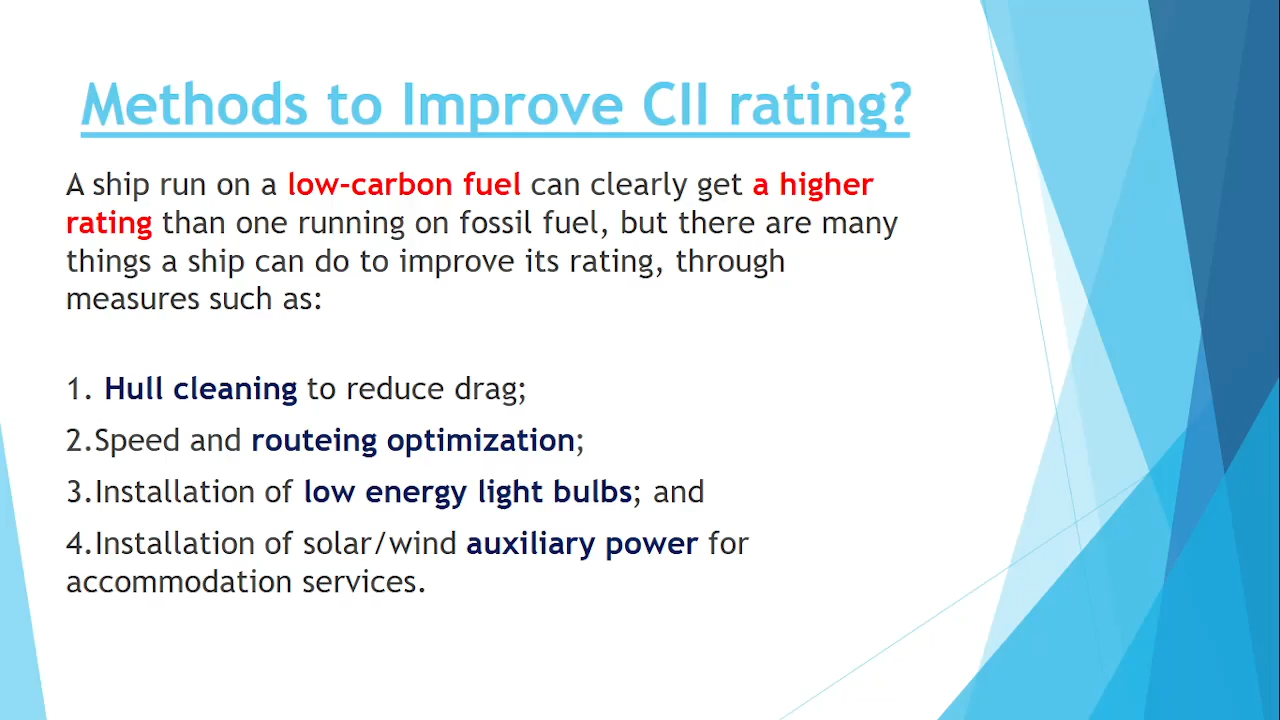 Methods to Improve CII rating?
A ship run on a low-carbon fuel can clearly get a higher
rating than one running on fossil fuel, but there are many
things a ship can do to improve its rating, through
measures such as:
1. Hull cleaning to reduce drag;
2.Speed and routeing optimization;
3.Installation of low energy light bulbs; and
4.Installation of solar/wind auxiliary power for
accommodation services.